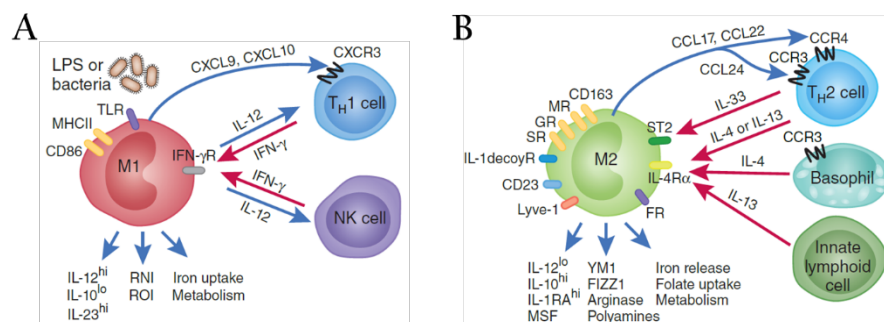 A
LPS or
bacteria
TLR
MHCII
CD86
M1
IFN-γR
CXCL9, CXCL10
CXCR3
TH1 cell
IL-12
IFN-γ
IFN-γ
IL-12
NK cell
IL-12hi
IL-10lo
IL-23hi
RNI
ROI
Iron uptake
Metabolism
B
CCL17, CCL22
CCR4
CCR3
CCL24
TH2 cell
CD163
MR
GR
SR
ST2
IL-33
IL-4 or IL-13
CCR3
IL-1decoyR
M2
IL-4
IL-4Rα
Basophil
CD23
IL-13
Lyve-1
FR
Innate
lymphoid
cell
IL-12lo
IL-10hi
IL-1RAhi
MSF
YM1
FIZZ1
Arginase
Polyamines
Iron release
Folate uptake
Metabolism